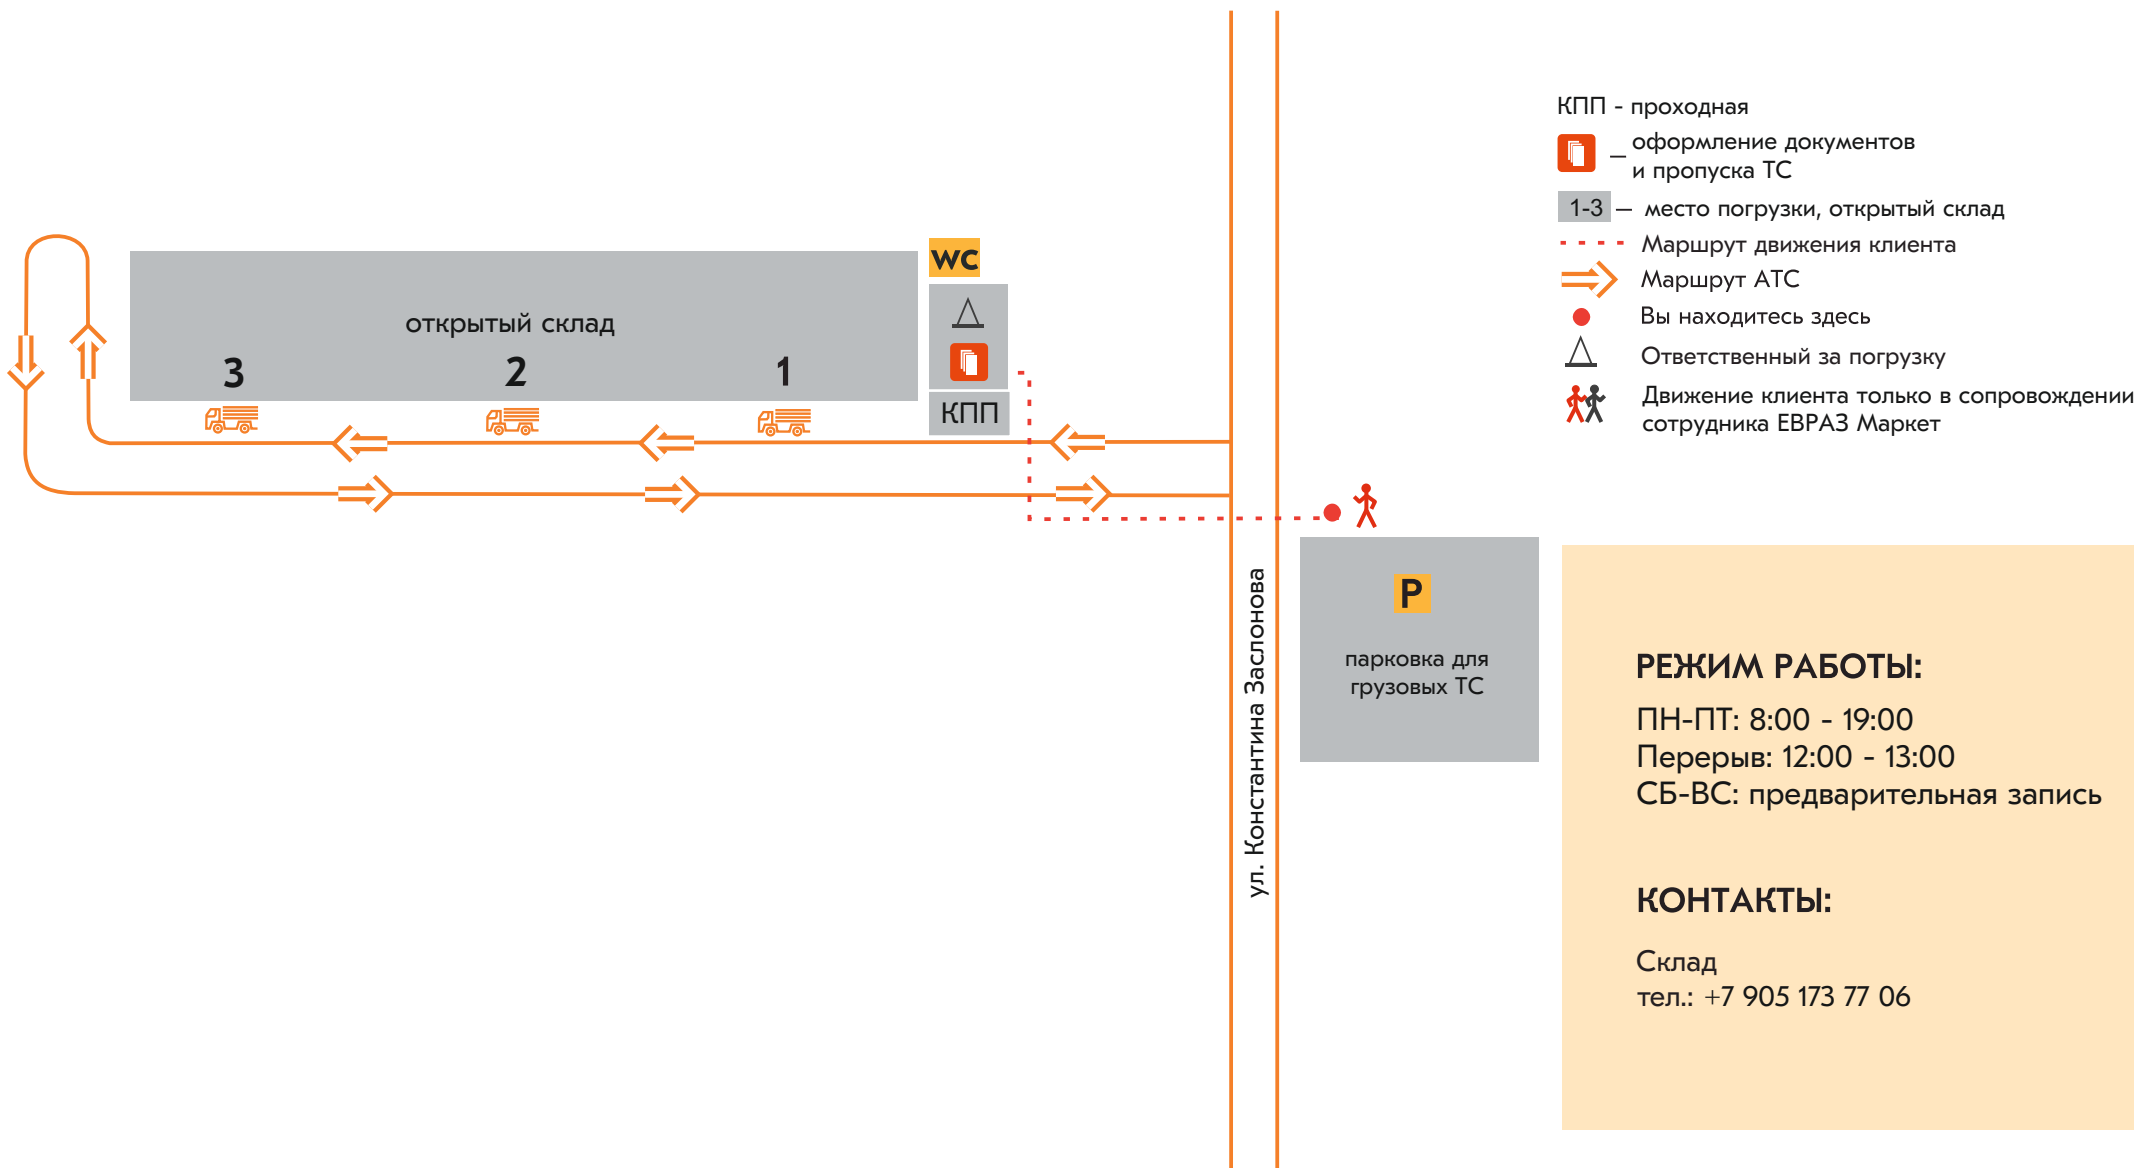 КПП - проходная
– оформление документов
и пропуска ТС
1-3 – место погрузки, открытый склад
Маршрут движения клиента
Маршрут АТС
Вы находитесь здесь
Ответственный за погрузку
Движение клиента только в сопровождении
сотрудника ЕВРАЗ Маркет
wc
открытый склад
3 2 1
КПП
ул. Константина Заслонова
P
парковка для
грузовых ТС
РЕЖИМ РАБОТЫ:
ПН-ПТ: 8:00 - 19:00
Перерыв: 12:00 - 13:00
СБ-ВС: предварительная запись
КОНТАКТЫ:
Склад
тел.: +7 905 173 77 06